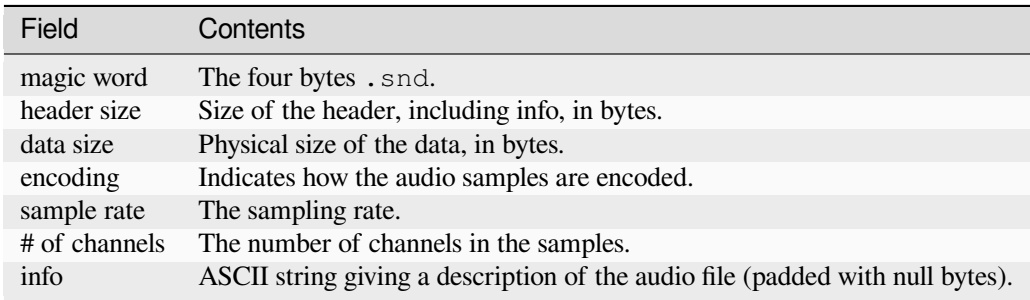 Field Contents
magic word The four bytes .snd.
header size Size of the header, including info, in bytes.
data size Physical size of the data, in bytes.
encoding Indicates how the audio samples are encoded.
sample rate The sampling rate.
# of channels The number of channels in the samples.
info ASCII string giving a description of the audio file (padded with null bytes).